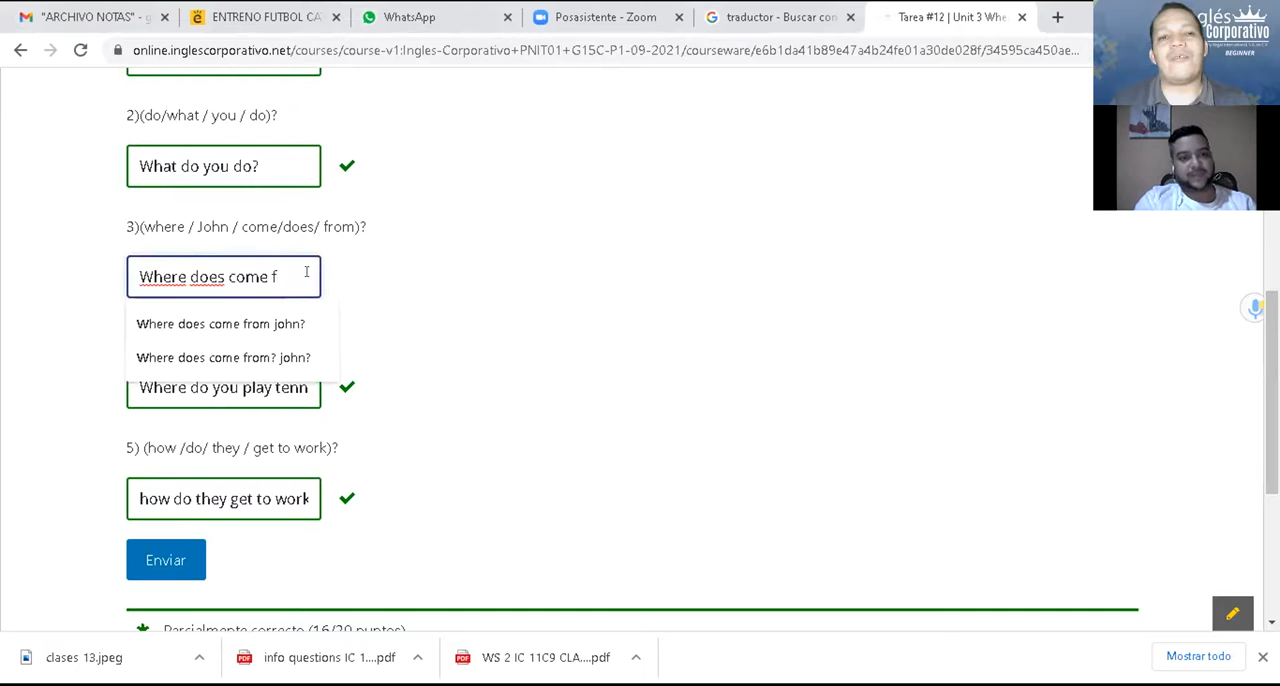 "ARCHIVO NOTAS" - g
ENTRENO FUTBOL CA
WhatsApp
Posasistente - Zoom
traductor - Buscar con
Tarea #12 | Unit 3 Whe
online.inglescorporativo.net/courses/course-v1:Ingles-Corporativo+PNIT01+G15C-P1-09-2021/courseware/e6b1da41b89e47a4b24fe01a30de028f/34595ca450ae...
Inglés
Corporativo
BEGINNER
2)(do/what / you / do)?
What do you do?
3)(where / John / come/does/ from)?
Where does come f
Where does come from john?
Where does come from? john?
Where do you play tenn
5) (how /do/ they / get to work)?
how do they get to work
Enviar
Parcialmente correcto (16/20 puntos)
clases 13.jpeg
info questions IC 1....pdf
WS 2 IC 11C9 CLA....pdf
Mostrar todo